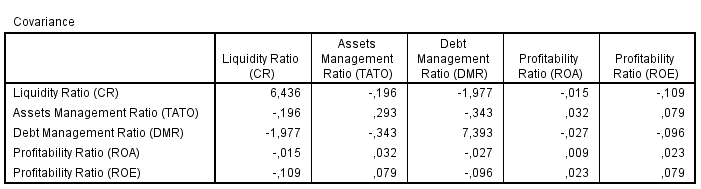 Covariance
Liquidity Ratio (CR) Assets Management Ratio (TATO) Debt Management Ratio (DMR) Profitability Ratio (ROA) Profitability Ratio (ROE)
Liquidity Ratio (CR) 6,436 -,196 -1,977 -,015 -,109
Assets Management Ratio (TATO) -,196 ,293 -,343 ,032 ,079
Debt Management Ratio (DMR) -1,977 -,343 7,393 -,027 -,096
Profitability Ratio (ROA) -,015 ,032 -,027 ,009 ,023
Profitability Ratio (ROE) -,109 ,079 -,096 ,023 ,079